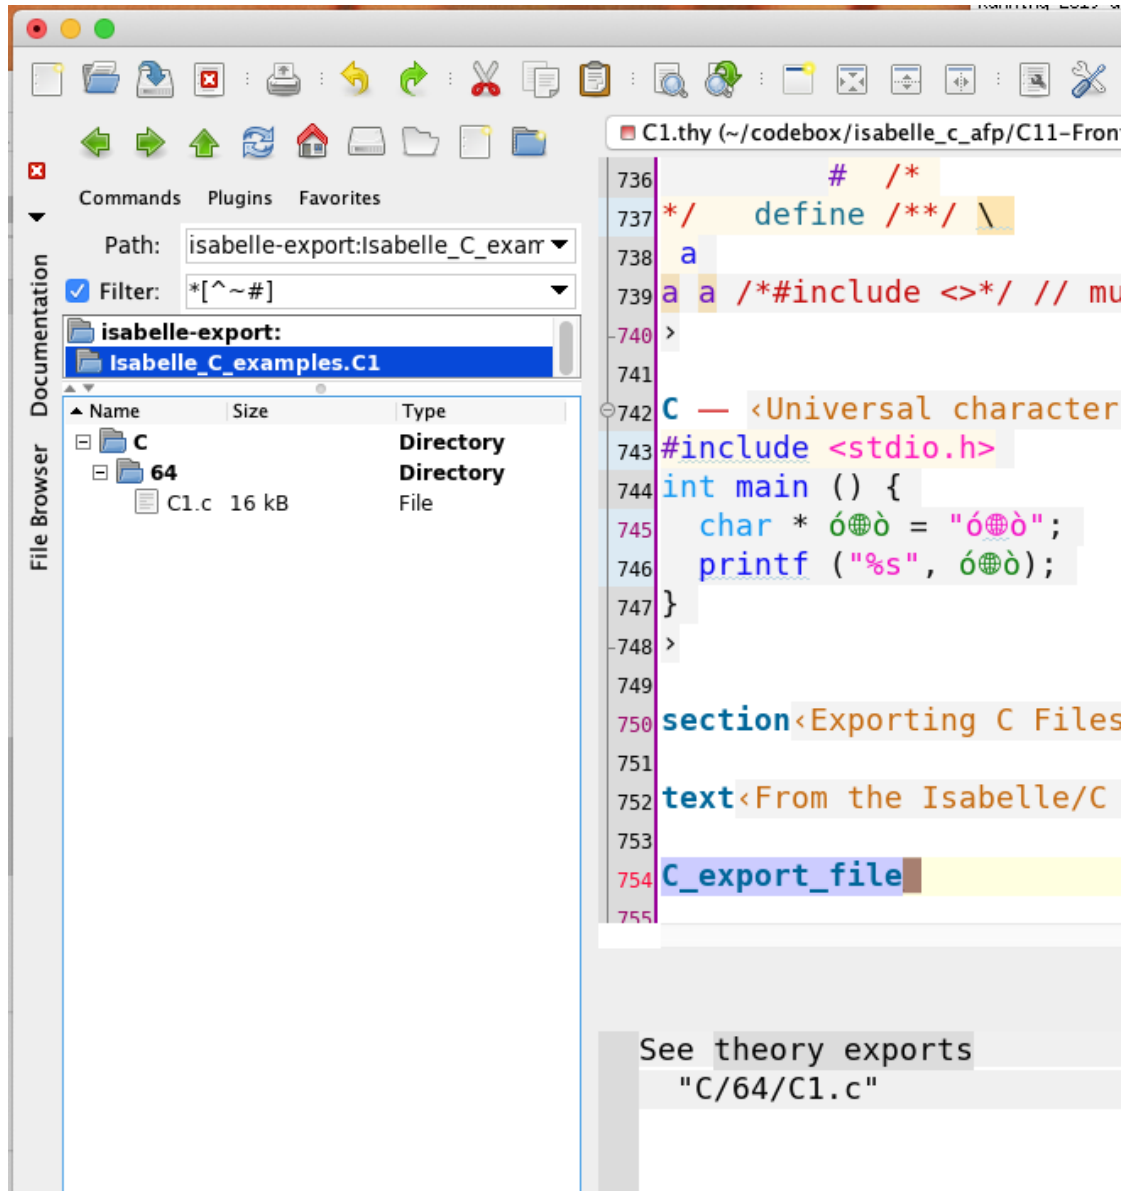 C1.thy (~/codebox/isabelle_c_afp/C11-Fron
Commands Plugins Favorites
Path: isabelle-export:Isabelle_C_exam
Filter: *[^~#]
isabelle-export:
Isabelle_C_examples.C1
Name Size Type
C Directory
64 Directory
C1.c 16 kB File
Documentation
File Browser
736 # /*
737 */ define /**/ \
738 a
739 a a /*#include <>*/ // mu
740 ›
741
742 C — ‹Universal character
743 #include <stdio.h>
744 int main () {
745 char * ó🌐ò = "ó🌐ò";
746 printf ("%s", ó🌐ò);
747 }
748 ›
749
750 section‹Exporting C Files
751
752 text‹From the Isabelle/C
753
754 C_export_file
755
See theory exports
"C/64/C1.c"